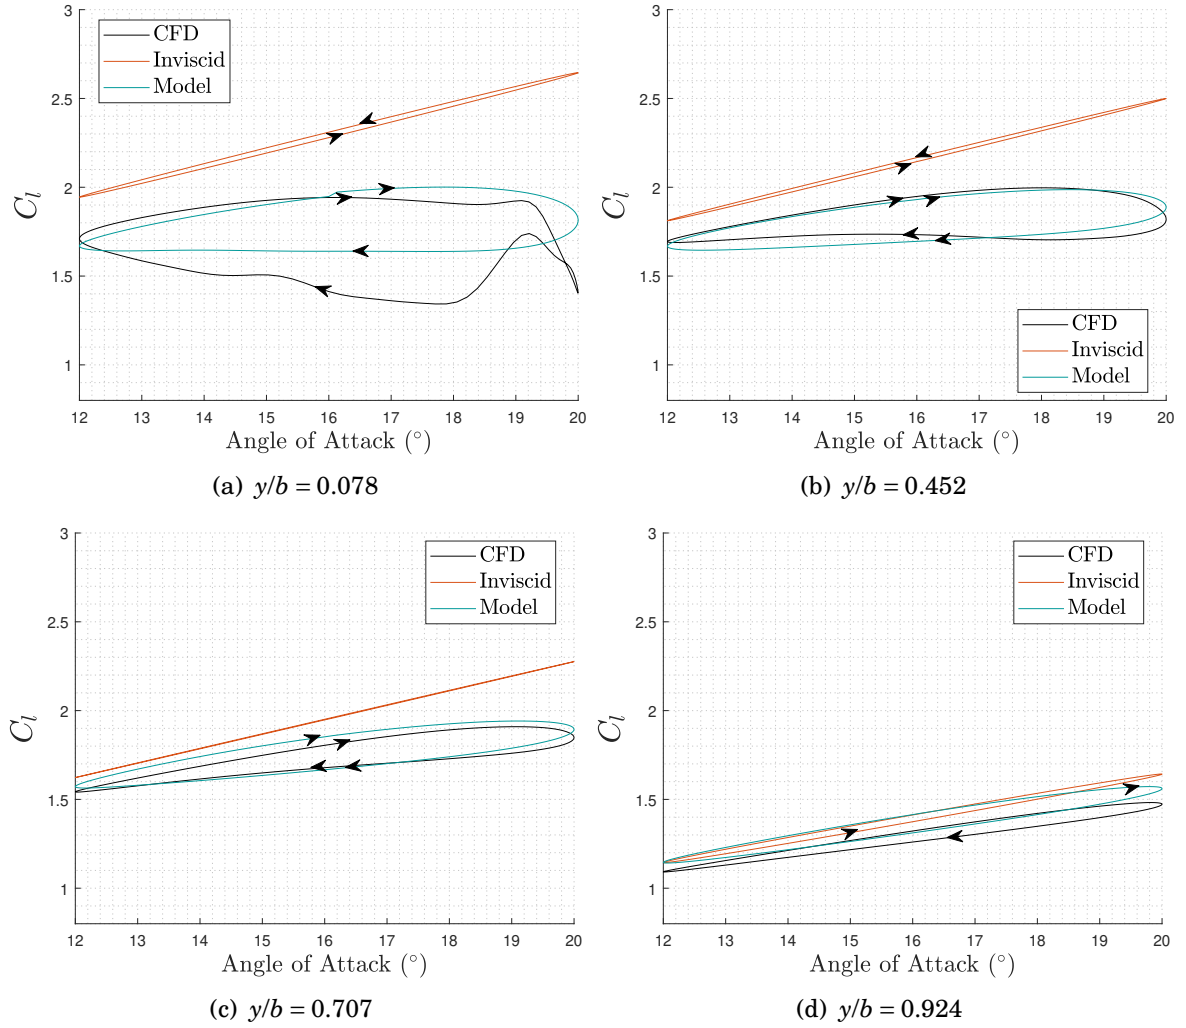 3
2.5
2
1.5
1
C_l
CFD
Inviscid
Model
12 13 14 15 16 17 18 19 20
Angle of Attack (°)
(a) y/b = 0.078
3
2.5
2
1.5
1
C_l
CFD
Inviscid
Model
12 13 14 15 16 17 18 19 20
Angle of Attack (°)
(b) y/b = 0.452
3
2.5
2
1.5
1
C_l
CFD
Inviscid
Model
12 13 14 15 16 17 18 19 20
Angle of Attack (°)
(c) y/b = 0.707
3
2.5
2
1.5
1
C_l
CFD
Inviscid
Model
12 13 14 15 16 17 18 19 20
Angle of Attack (°)
(d) y/b = 0.924